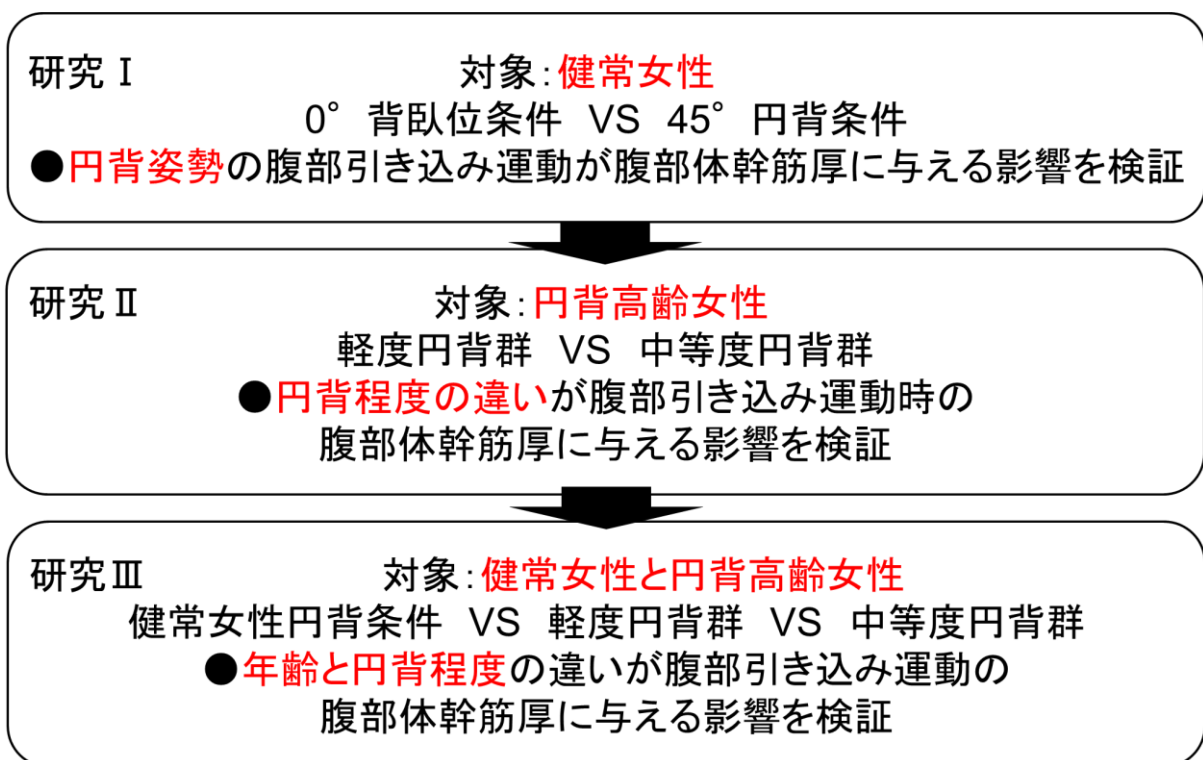 研究Ⅰ 対象:健常女性
0° 背臥位条件 VS 45° 円背条件
●円背姿勢の腹部引き込み運動が腹部体幹筋厚に与える影響を検証
研究Ⅱ 対象:円背高齢女性
軽度円背群 VS 中等度円背群
●円背程度の違いが腹部引き込み運動時の
腹部体幹筋厚に与える影響を検証
研究Ⅲ 対象:健常女性と円背高齢女性
健常女性円背条件 VS 軽度円背群 VS 中等度円背群
●年齢と円背程度の違いが腹部引き込み運動の
腹部体幹筋厚に与える影響を検証